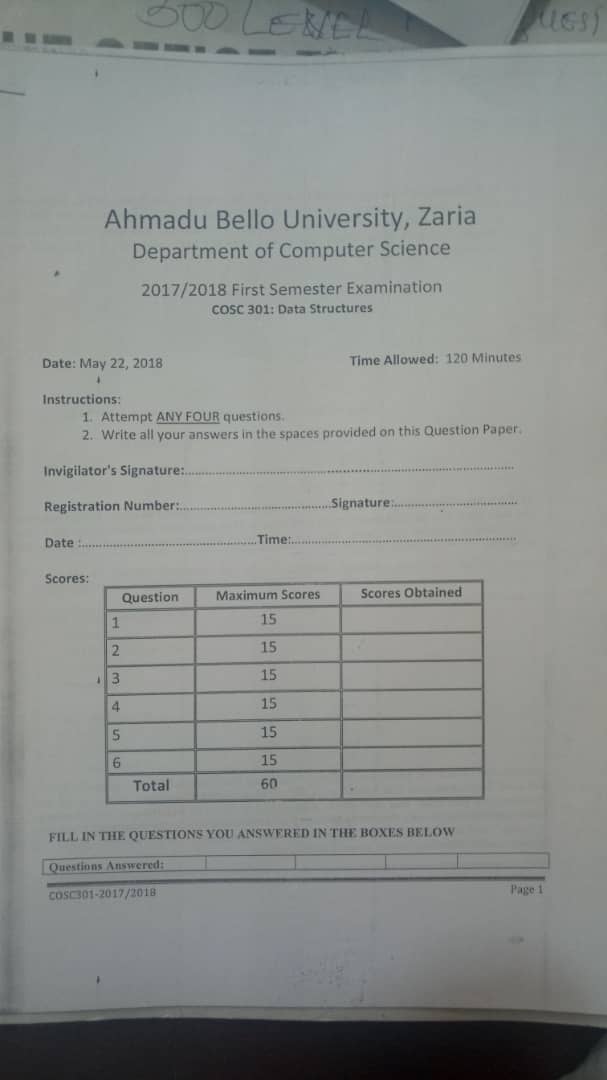 LEVEL
Ahmadu Bello University, Zaria
Department of Computer Science
2017/2018 First Semester Examination
COSC 301: Data Structures
Date: May 22, 2018 Time Allowed: 120 Minutes
Instructions:
1. Attempt ANY FOUR questions.
2. Write all your answers in the spaces provided on this Question Paper.
Invigilator's Signature:...............................................................................
Registration Number:......................................Signature:...............................
Date :...............................................Time:.........................................................
Scores:
Question Maximum Scores Scores Obtained
1 15
2 15
3 15
4 15
5 15
6 15
Total 60
FILL IN THE QUESTIONS YOU ANSWERED IN THE BOXES BELOW
Questions Answered:
COSC301-2017/2018 Page 1